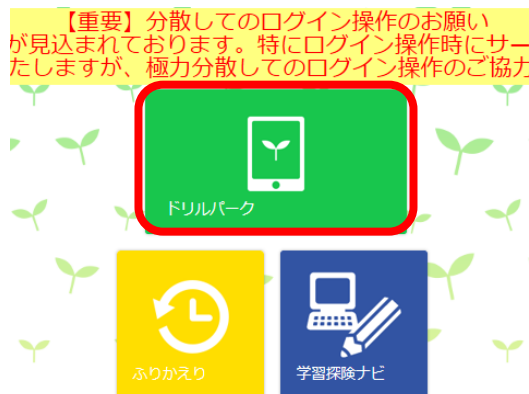 【重要】分散してのログイン操作のお願い
が見込まれております。特にログイン操作時にサー
たしますが、極力分散してのログイン操作のご協力
ドリルパーク
ふりかえり
学習探険ナビ